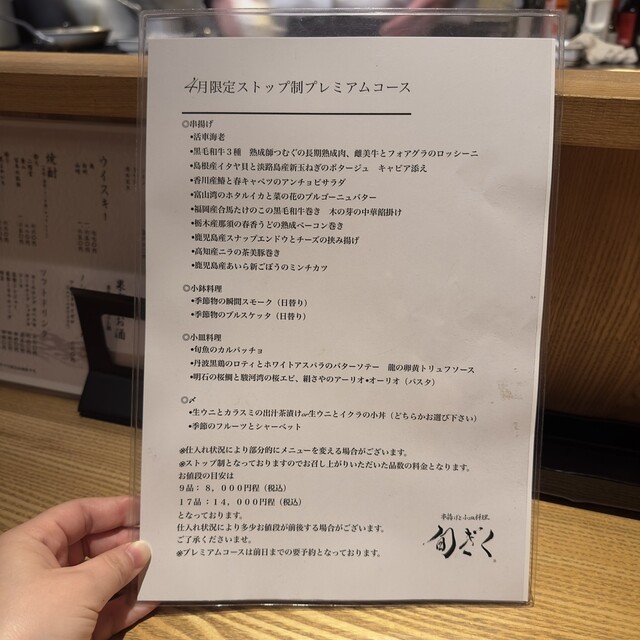 4月限定ストップ制プレミアムコース
◎串揚げ
•活車海老
•黒毛和牛3種　熟成師つむぐの長期熟成肉、雌美牛とフォアグラのロッシーニ
•島根産イタヤ貝と淡路島産新玉ねぎのポタージュ　キャビア添え
•香川産鰆と春キャベツのアンチョビサラダ
•富山湾のホタルイカと菜の花のブルゴーニュバター
•福岡産合馬たけのこの黒毛和牛巻き　木の芽の中華餡掛け
•栃木産那須の春香うどの熟成ベーコン巻き
•鹿児島産スナップエンドウとチーズの挟み揚げ
•高知産ニラの茶美豚巻き
•鹿児島産あいら新ごぼうのミンチカツ
◎小鉢料理
•季節物の瞬間スモーク（日替り）
•季節物のブルスケッタ（日替り）
◎小皿料理
•旬魚のカルパッチョ
•丹波黒鶏のロティとホワイトアスパラのバターソテー　龍の卵黄トリュフソース
•明石の桜鯛と駿河湾の桜エビ、絹さやのアーリオ•オーリオ（パスタ）
◎〆
•生ウニとカラスミの出汁茶漬けor生ウニとイクラの小丼（どちらかお選び下さい）
•季節のフルーツとシャーベット
※仕入れ状況により部分的にメニューを変える場合がございます。
※ストップ制となっておりますのでお召し上がりいただいた品数の料金となります。
お値段の目安は
9品：8，000円程（税込）
17品：14，000円程（税込）
となっております。
仕入れ状況により多少お値段が前後する場合がございます。
ご了承くださいませ。
※プレミアムコースは前日までの要予約となっております。
串揚げと小皿料理
旬ざく
ウイスキー
焼酎
ソフトドリンク